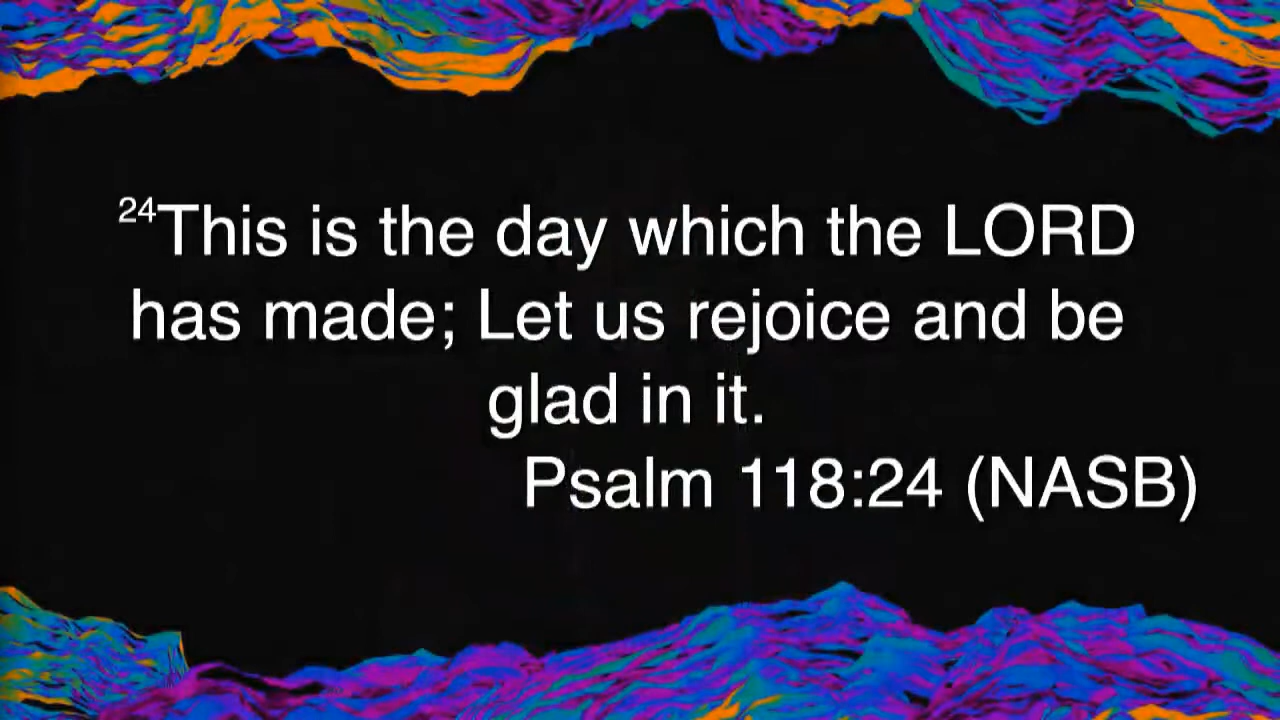 ²⁴This is the day which the LORD
has made; Let us rejoice and be
glad in it.
Psalm 118:24 (NASB)